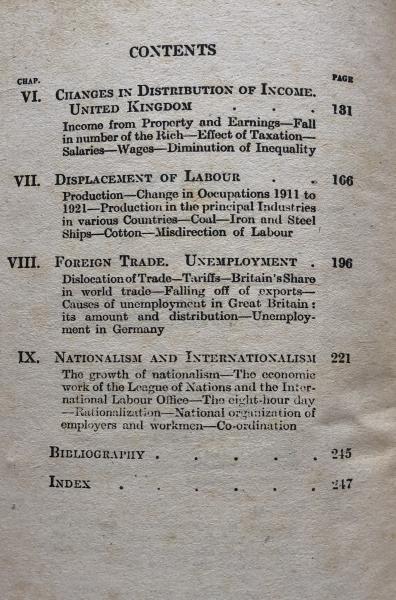 CONTENTS
CHAP. PAGE
VI. CHANGES IN DISTRIBUTION OF INCOME.
UNITED KINGDOM . . . 131
Income from Property and Earnings—Fall
in number of the Rich—Effect of Taxation—
Salaries—Wages—Diminution of Inequality
VII. DISPLACEMENT OF LABOUR . . 166
Production—Change in Occupations 1911 to
1921—Production in the principal Industries
in various Countries—Coal—Iron and Steel
Ships—Cotton—Misdirection of Labour
VIII. FOREIGN TRADE. UNEMPLOYMENT . 196
Dislocation of Trade—Tariffs—Britain's Share
in world trade—Falling off of exports—
Causes of unemployment in Great Britain:
its amount and distribution—Unemploy-
ment in Germany
IX. NATIONALISM AND INTERNATIONALISM 221
The growth of nationalism—The economic
work of the League of Nations and the Inter-
national Labour Office—The eight-hour day
—Rationalization—National organization of
employers and workmen—Co-ordination
BIBLIOGRAPHY . . . . . 245
INDEX . . . . . 247